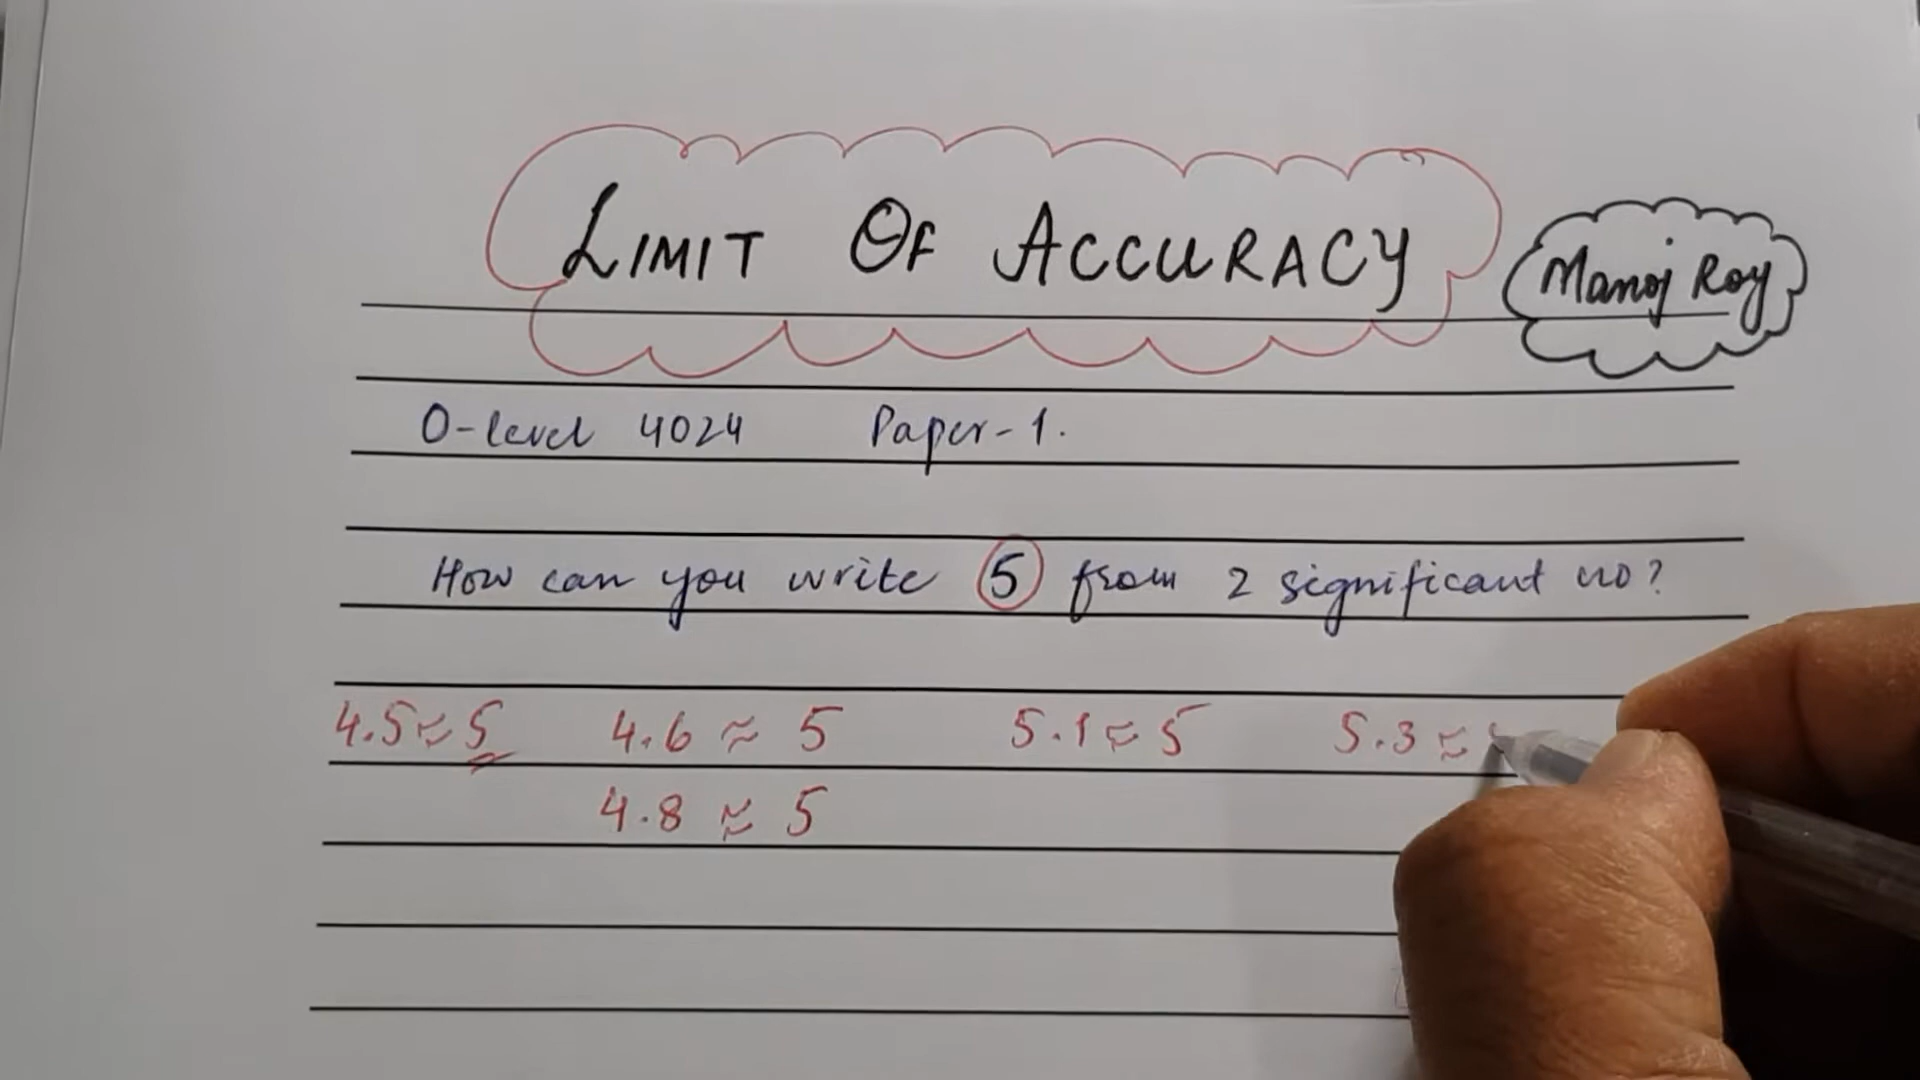 LIMIT OF ACCURACY
Manoj Roy
O-level 4024 Paper-1.
How can you write 5 from 2 significant no?
4.5≈5 4.6 ≈ 5 5.1≈5 5.3≈
4.8 ≈ 5